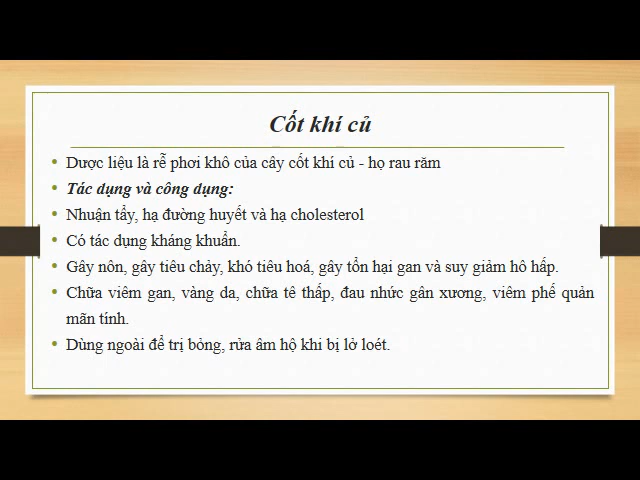 Cốt khí củ
• Dược liệu là rễ phơi khô của cây cốt khí củ - họ rau răm
• Tác dụng và công dụng:
• Nhuận tẩy, hạ đường huyết và hạ cholesterol
• Có tác dụng kháng khuẩn.
• Gây nôn, gây tiêu chảy, khó tiêu hoá, gây tổn hại gan và suy giảm hô hấp.
• Chữa viêm gan, vàng da, chữa tê thấp, đau nhức gân xương, viêm phế quản
mãn tính.
• Dùng ngoài để trị bỏng, rửa âm hộ khi bị lở loét.